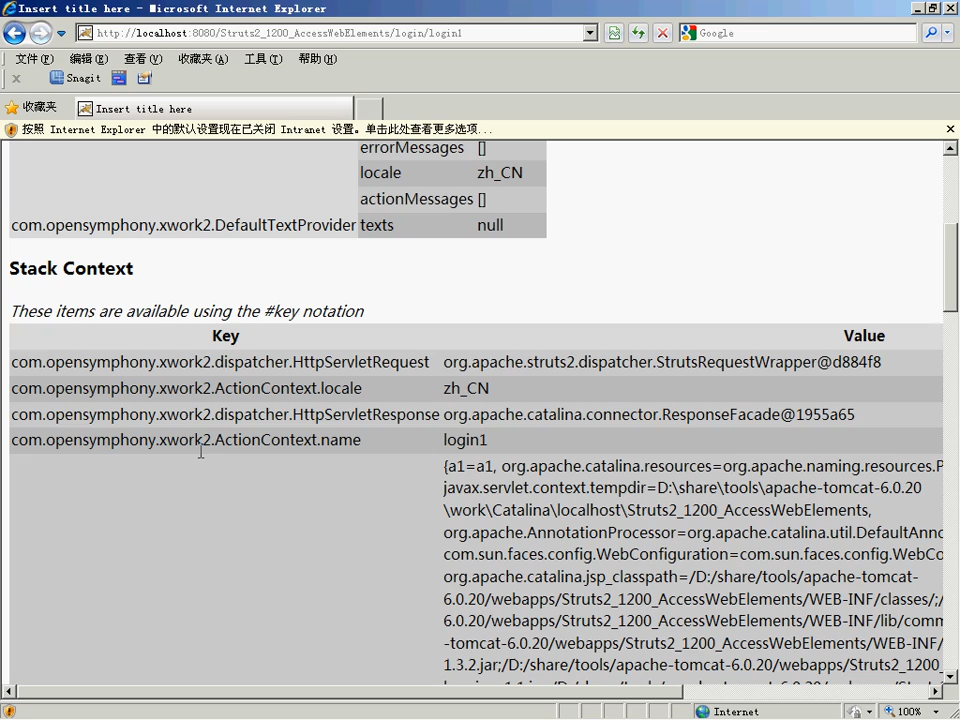 Insert title here - Microsoft Internet Explorer
http://localhost:8080/Struts2_1200_AccessWebElements/login/login1
Google
文件(F) 编辑(E) 查看(V) 收藏夹(A) 工具(T) 帮助(H)
x Snagit
收藏夹 Insert title here
按照 Internet Explorer 中的默认设置现在已关闭 Intranet 设置。单击此处查看更多选项...
errorMessages []
locale zh_CN
actionMessages []
com.opensymphony.xwork2.DefaultTextProvider texts null
Stack Context
These items are available using the #key notation
Key Value
com.opensymphony.xwork2.dispatcher.HttpServletRequest org.apache.struts2.dispatcher.StrutsRequestWrapper@d884f8
com.opensymphony.xwork2.ActionContext.locale zh_CN
com.opensymphony.xwork2.dispatcher.HttpServletResponse org.apache.catalina.connector.ResponseFacade@1955a65
com.opensymphony.xwork2.ActionContext.name login1
{a1=a1, org.apache.catalina.resources=org.apache.naming.resources.P
javax.servlet.context.tempdir=D:\share\tools\apache-tomcat-6.0.20
\work\Catalina\localhost\Struts2_1200_AccessWebElements,
org.apache.AnnotationProcessor=org.apache.catalina.util.DefaultAnno
com.sun.faces.config.WebConfiguration=com.sun.faces.config.WebCo
org.apache.catalina.jsp_classpath=/D:/share/tools/apache-tomcat-
6.0.20/webapps/Struts2_1200_AccessWebElements/WEB-INF/classes/;/
6.0.20/webapps/Struts2_1200_AccessWebElements/WEB-INF/lib/comm
-tomcat-6.0.20/webapps/Struts2_1200_AccessWebElements/WEB-INF/
1.3.2.jar;/D:/share/tools/apache-tomcat-6.0.20/webapps/Struts2_1200_
Internet 100%